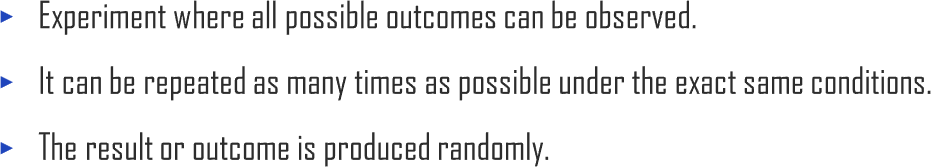 ▸ Experiment where all possible outcomes can be observed.
▸ It can be repeated as many times as possible under the exact same conditions.
▸ The result or outcome is produced randomly.